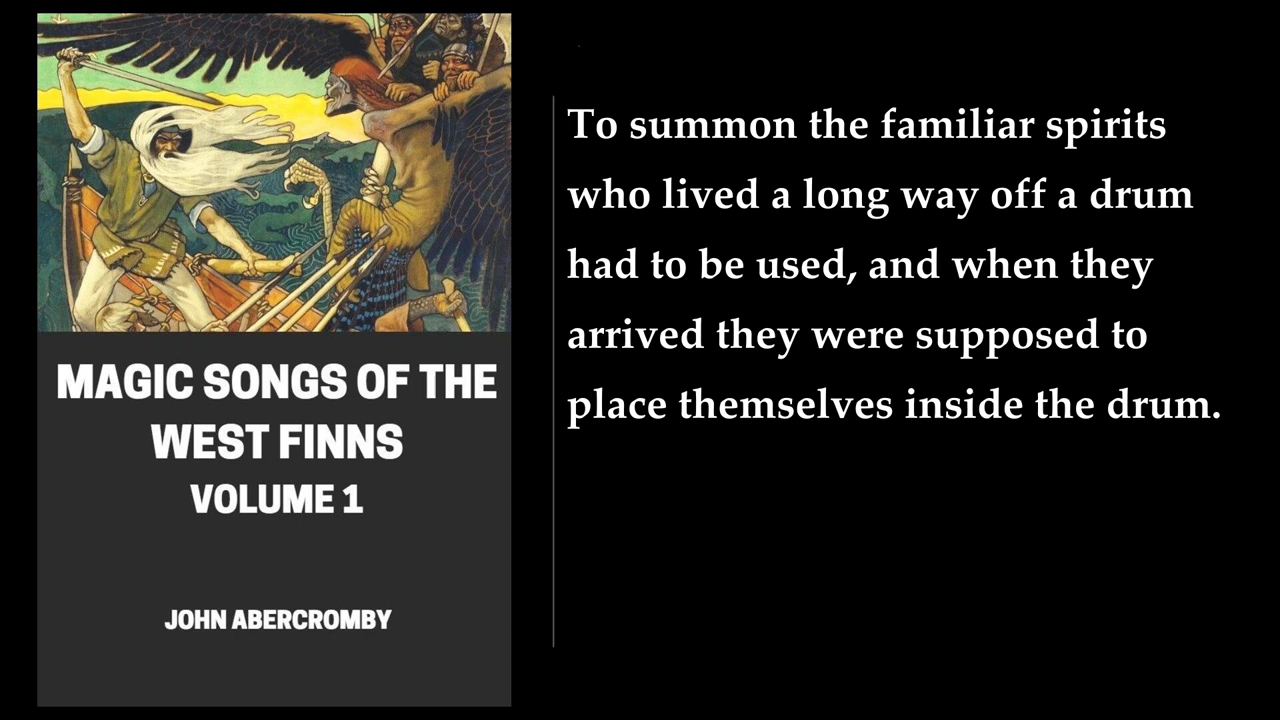 MAGIC SONGS OF THE
WEST FINNS
VOLUME 1
JOHN ABERCROMBY
To summon the familiar spirits
who lived a long way off a drum
had to be used, and when they
arrived they were supposed to
place themselves inside the drum.